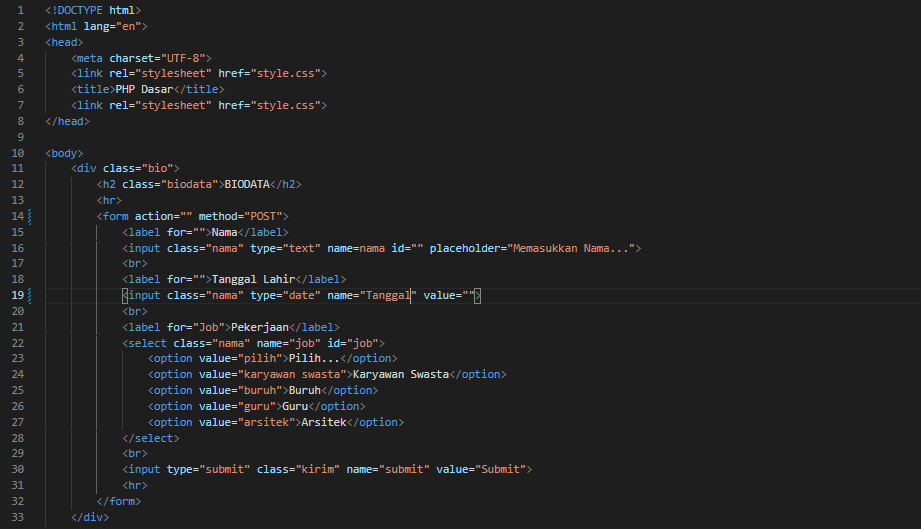 1 <!DOCTYPE html>
2 <html lang="en">
3 <head>
4     <meta charset="UTF-8">
5     <link rel="stylesheet" href="style.css">
6     <title>PHP Dasar</title>
7     <link rel="stylesheet" href="style.css">
8 </head>
9
10 <body>
11     <div class="bio">
12         <h2 class="biodata">BIODATA</h2>
13         <hr>
14         <form action="" method="POST">
15             <label for="">Nama</label>
16             <input class="nama" type="text" name=nama id="" placeholder="Memasukkan Nama...">
17             <br>
18             <label for="">Tanggal Lahir</label>
19             <input class="nama" type="date" name="Tanggal" value="">
20             <br>
21             <label for="Job">Pekerjaan</label>
22             <select class="nama" name="job" id="job">
23                 <option value="pilih">Pilih...</option>
24                 <option value="karyawan swasta">Karyawan Swasta</option>
25                 <option value="buruh">Buruh</option>
26                 <option value="guru">Guru</option>
27                 <option value="arsitek">Arsitek</option>
28             </select>
29             <br>
30             <input type="submit" class="kirim" name="submit" value="Submit">
31             <hr>
32         </form>
33     </div>